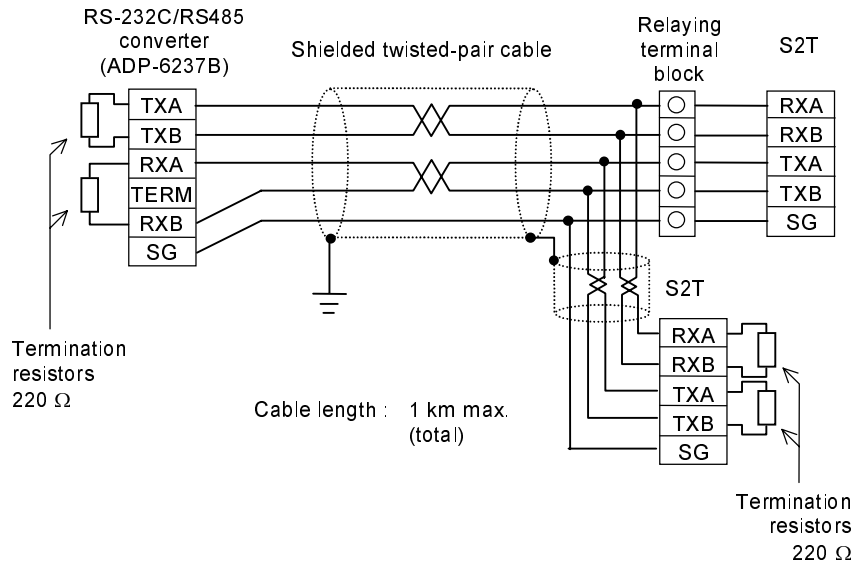 RS-232C/RS485
converter
(ADP-6237B)
Shielded twisted-pair cable
Relaying
terminal
block
S2T
TXA
TXB
RXA
TERM
RXB
SG
RXA
RXB
TXA
TXB
SG
S2T
RXA
RXB
TXA
TXB
SG
Termination
resistors
220 Ω
Cable length : 1 km max.
(total)
Termination
resistors
220 Ω